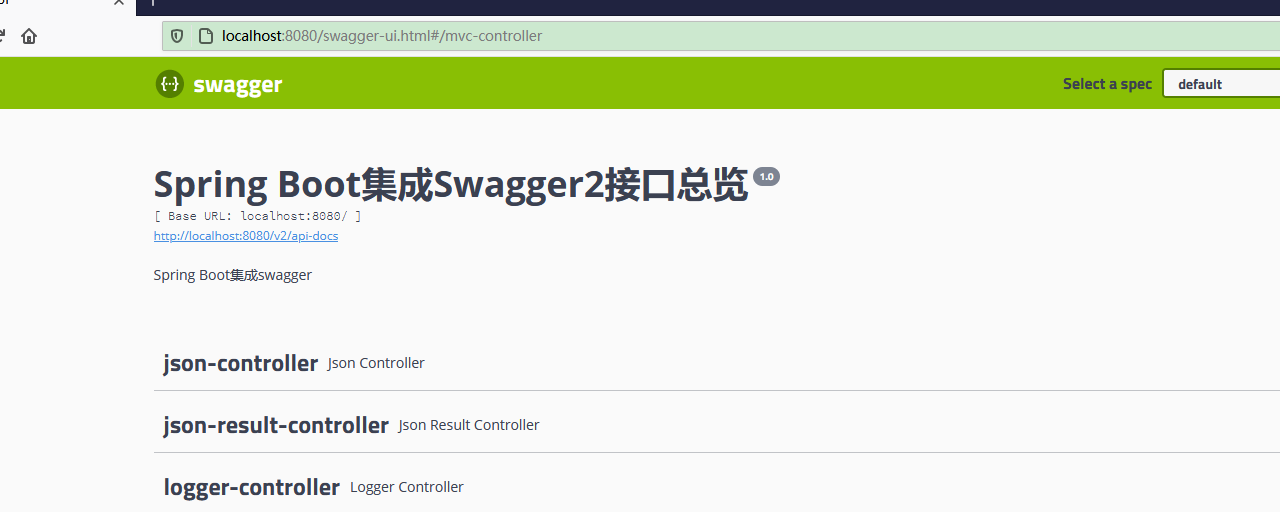 localhost:8080/swagger-ui.html#/mvc-controller
swagger
Select a spec
default
Spring Boot集成Swagger2接口总览 1.0
[ Base URL: localhost:8080/ ]
http://localhost:8080/v2/api-docs
Spring Boot集成swagger
json-controller Json Controller
json-result-controller Json Result Controller
logger-controller Logger Controller